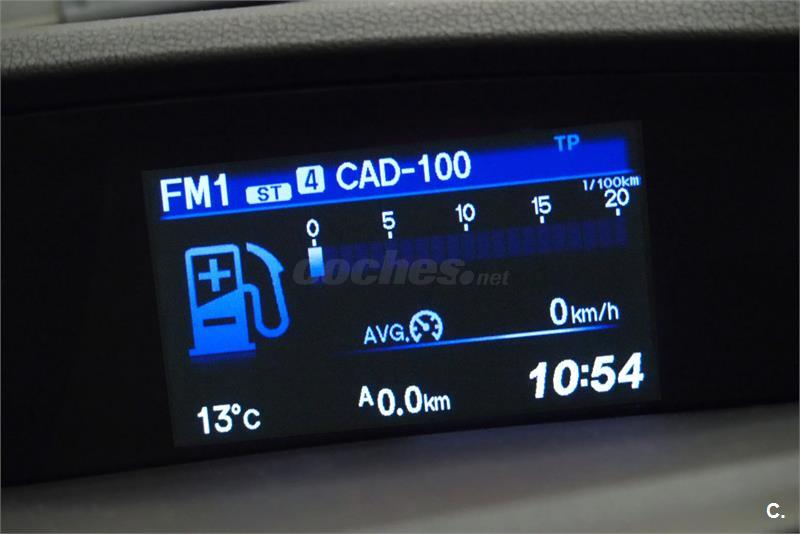 FM1 ST 4 CAD-100 TP
l/100km
0 5 10 15 20
coches.net
AVG. 0km/h
13°C A0.0km 10:54
C.